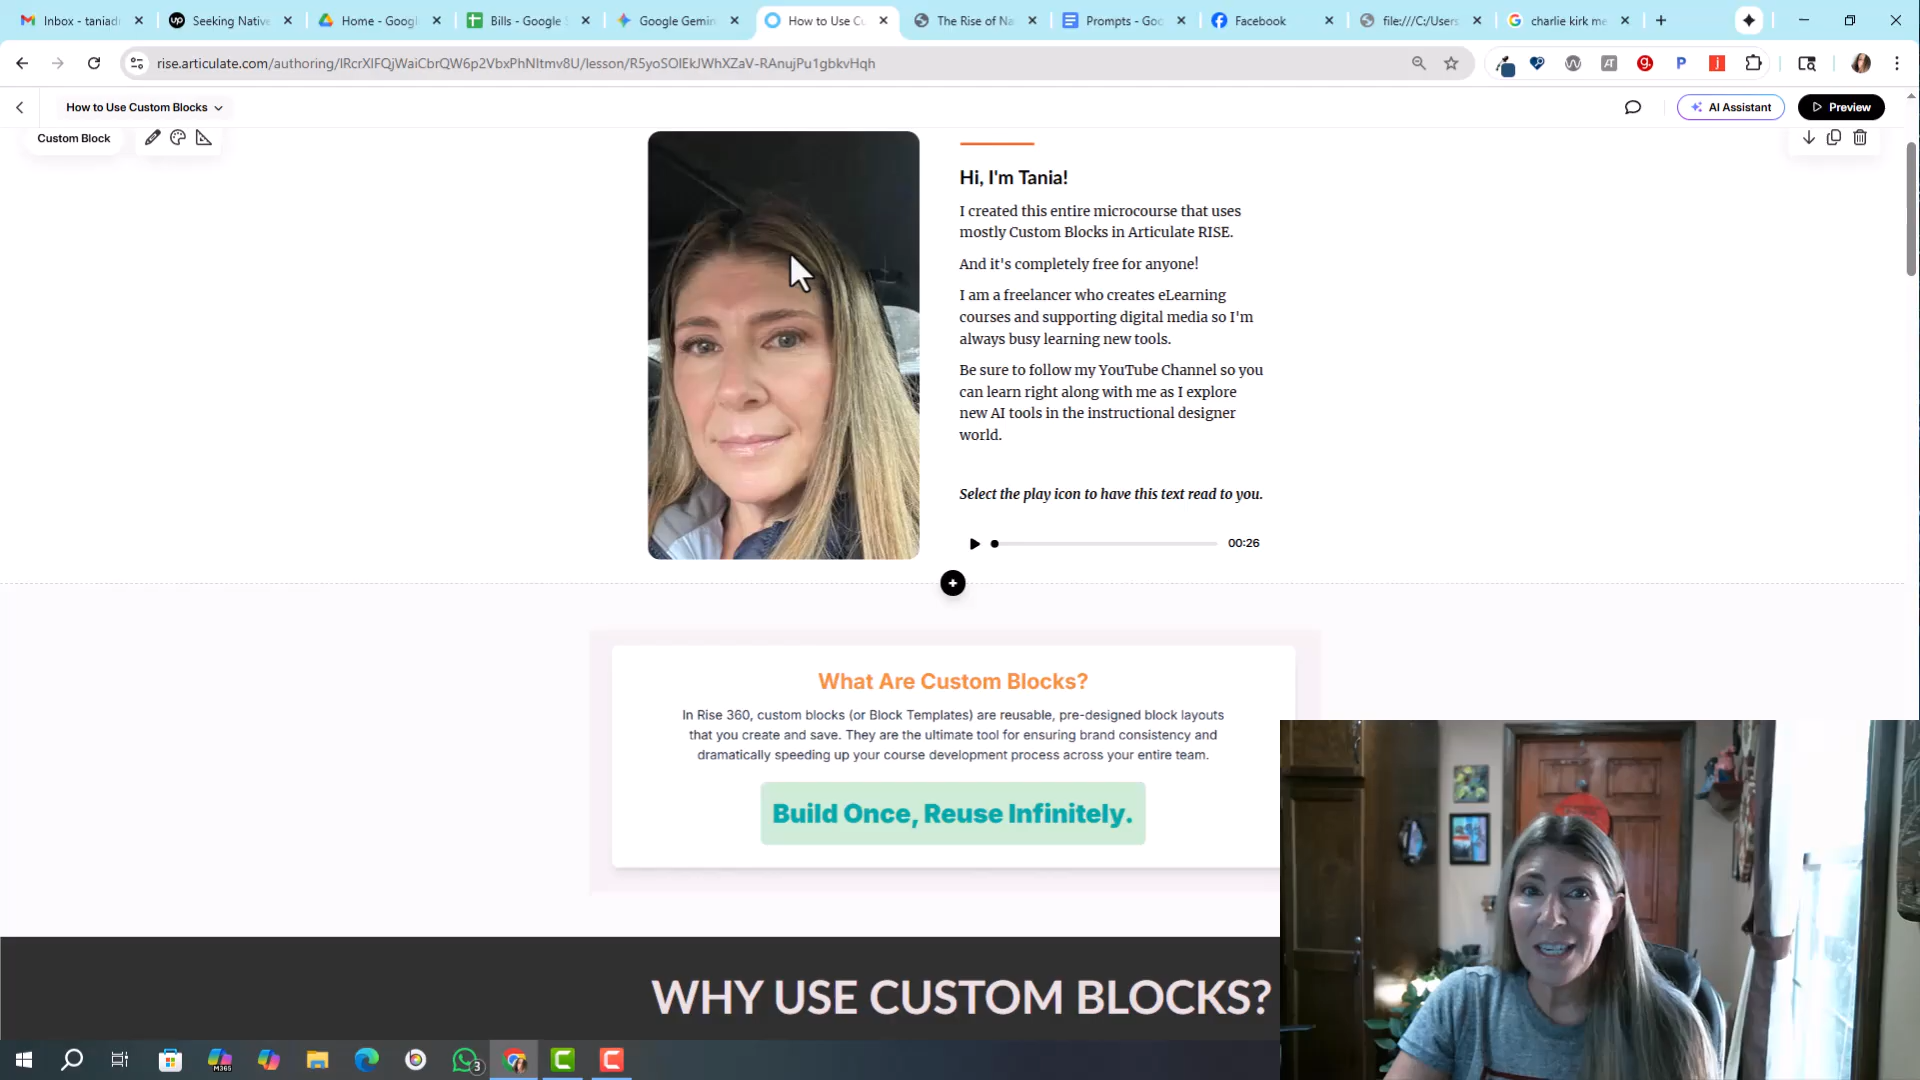 Inbox - taniadr
Seeking Native
Home - Googl
Bills - Google S
Google Gemin
How to Use Cu
The Rise of Na
Prompts - Goo
Facebook
file:///C:/Users
charlie kirk me
rise.articulate.com/authoring/lRcrXlFQjWaiCbrQW6p2VbxPhNltmv8U/lesson/R5yoSOlEkJWhXZaV-RAnujPu1gbkvHqh
How to Use Custom Blocks
AI Assistant
Preview
Custom Block
Hi, I'm Tania!
I created this entire microcourse that uses
mostly Custom Blocks in Articulate RISE.
And it's completely free for anyone!
I am a freelancer who creates eLearning
courses and supporting digital media so I'm
always busy learning new tools.
Be sure to follow my YouTube Channel so you
can learn right along with me as I explore
new AI tools in the instructional designer
world.
Select the play icon to have this text read to you.
00:26
What Are Custom Blocks?
In Rise 360, custom blocks (or Block Templates) are reusable, pre-designed block layouts
that you create and save. They are the ultimate tool for ensuring brand consistency and
dramatically speeding up your course development process across your entire team.
Build Once, Reuse Infinitely.
WHY USE CUSTOM BLOCKS?
M365
3